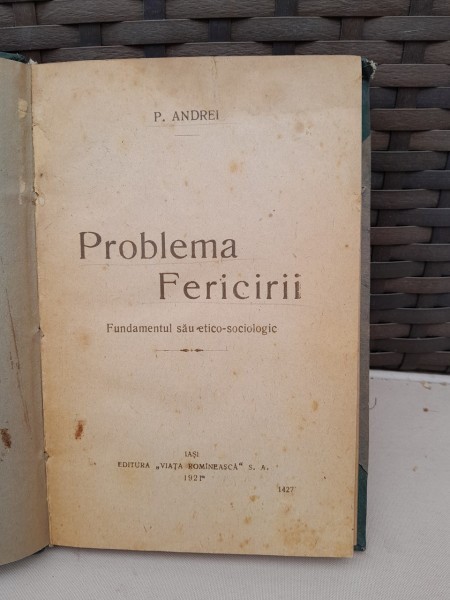 P. ANDREI
Problema
Fericirii
Fundamentul său etico-sociologic
IAȘI
EDITURA „VIAȚA ROMÎNEASCĂ" S. A.
1921
1427